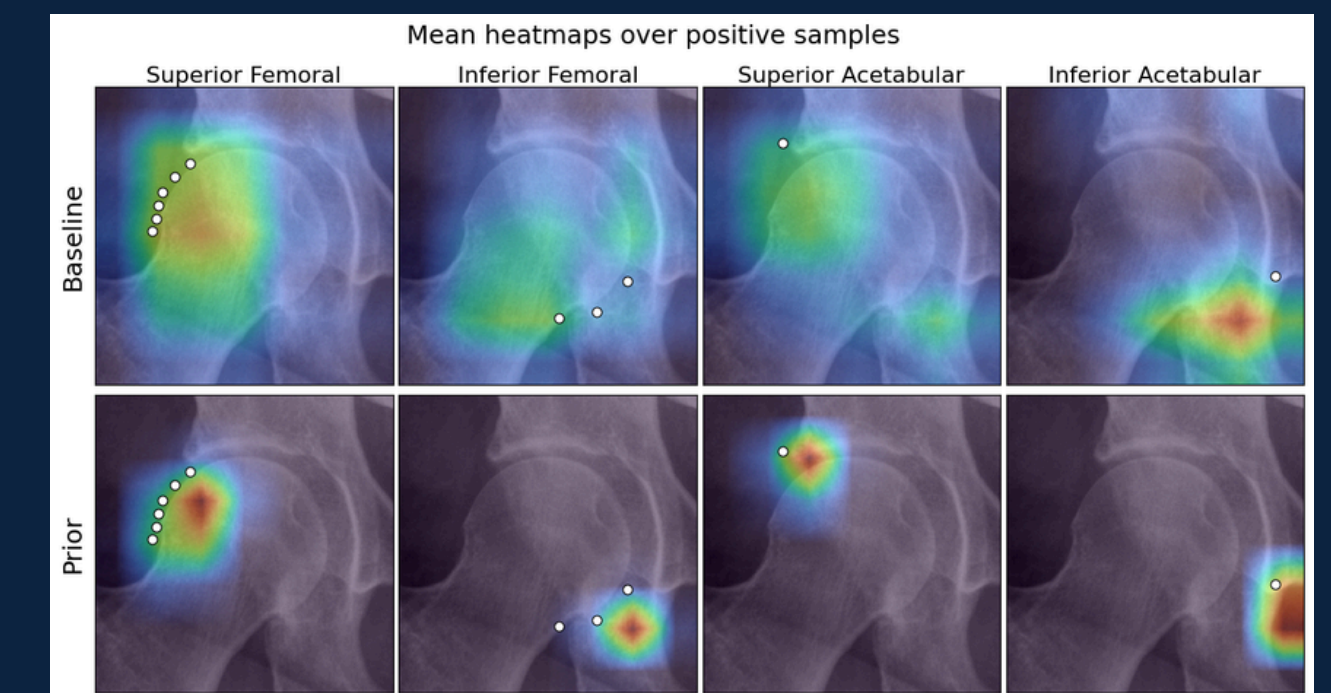 Mean heatmaps over positive samples
Superior Femoral Inferior Femoral Superior Acetabular Inferior Acetabular
Baseline
Prior